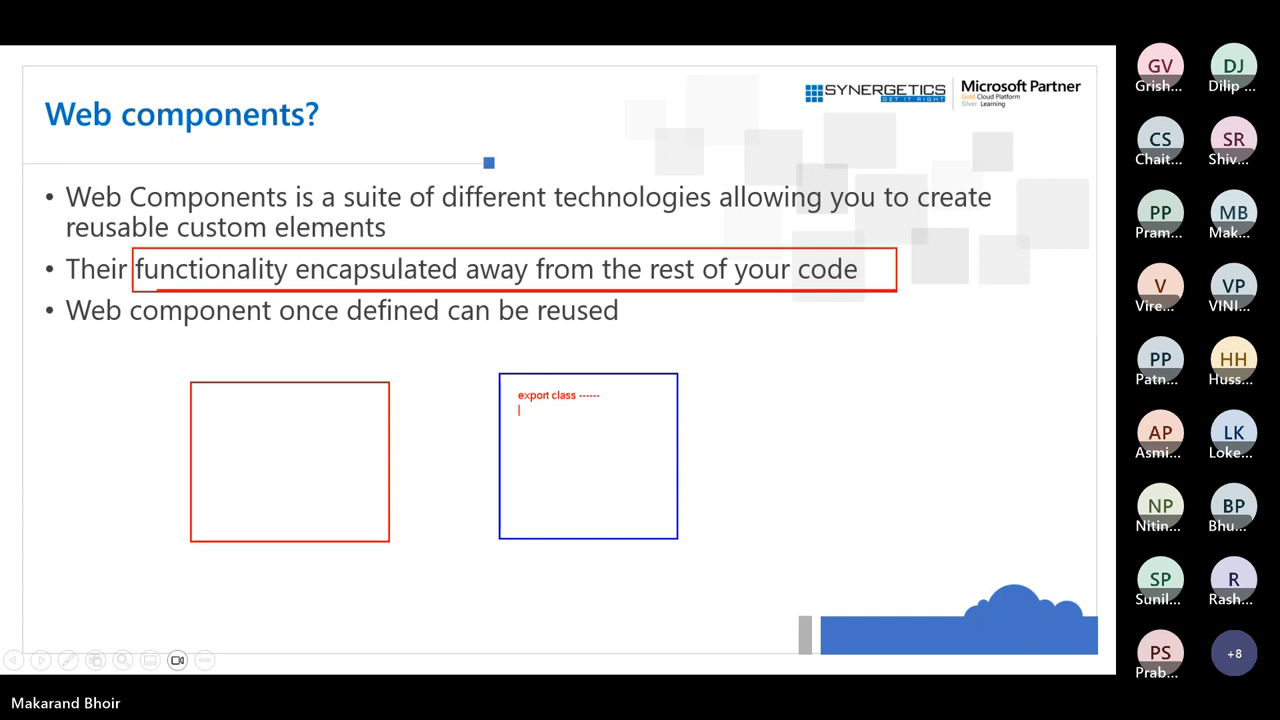 SYNERGETICS
GET IT RIGHT
Microsoft Partner
Gold Cloud Platform
Silver Learning
Web components?
• Web Components is a suite of different technologies allowing you to create
reusable custom elements
• Their functionality encapsulated away from the rest of your code
• Web component once defined can be reused
export class ------
GV
Grish...
DJ
Dilip ...
CS
Chait...
SR
Shiv...
PP
Pram...
MB
Mak...
V
Vire...
VP
VINI...
PP
Patn...
HH
Huss...
AP
Asmi...
LK
Loke...
NP
Nitin...
BP
Bhu...
SP
Sunil...
R
Rash...
PS
Prab...
+8
Makarand Bhoir